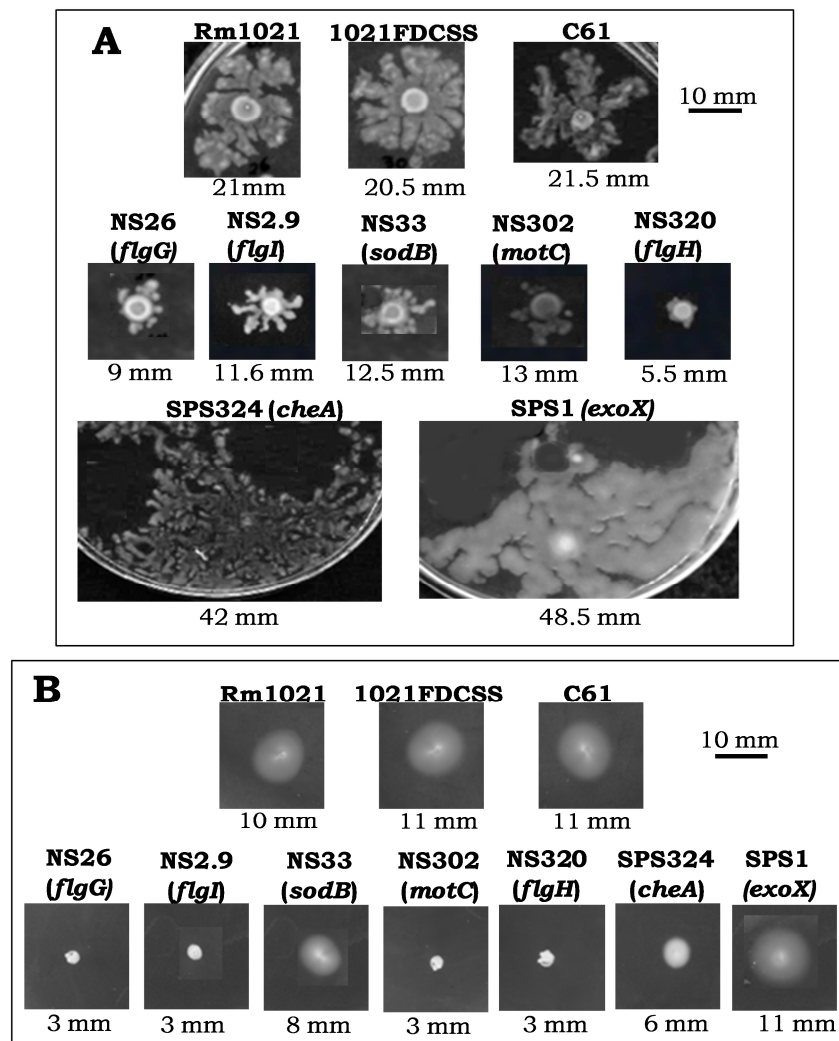 A
Rm1021 1021FDCSS C61
10 mm
21mm 20.5 mm 21.5 mm
NS26 NS2.9 NS33 NS302 NS320
(flgG) (flgI) (sodB) (motC) (flgH)
9 mm 11.6 mm 12.5 mm 13 mm 5.5 mm
SPS324 (cheA) SPS1 (exoX)
42 mm 48.5 mm
B
Rm1021 1021FDCSS C61
10 mm
10 mm 11 mm 11 mm
NS26 NS2.9 NS33 NS302 NS320 SPS324 SPS1
(flgG) (flgI) (sodB) (motC) (flgH) (cheA) (exoX)
3 mm 3 mm 8 mm 3 mm 3 mm 6 mm 11 mm